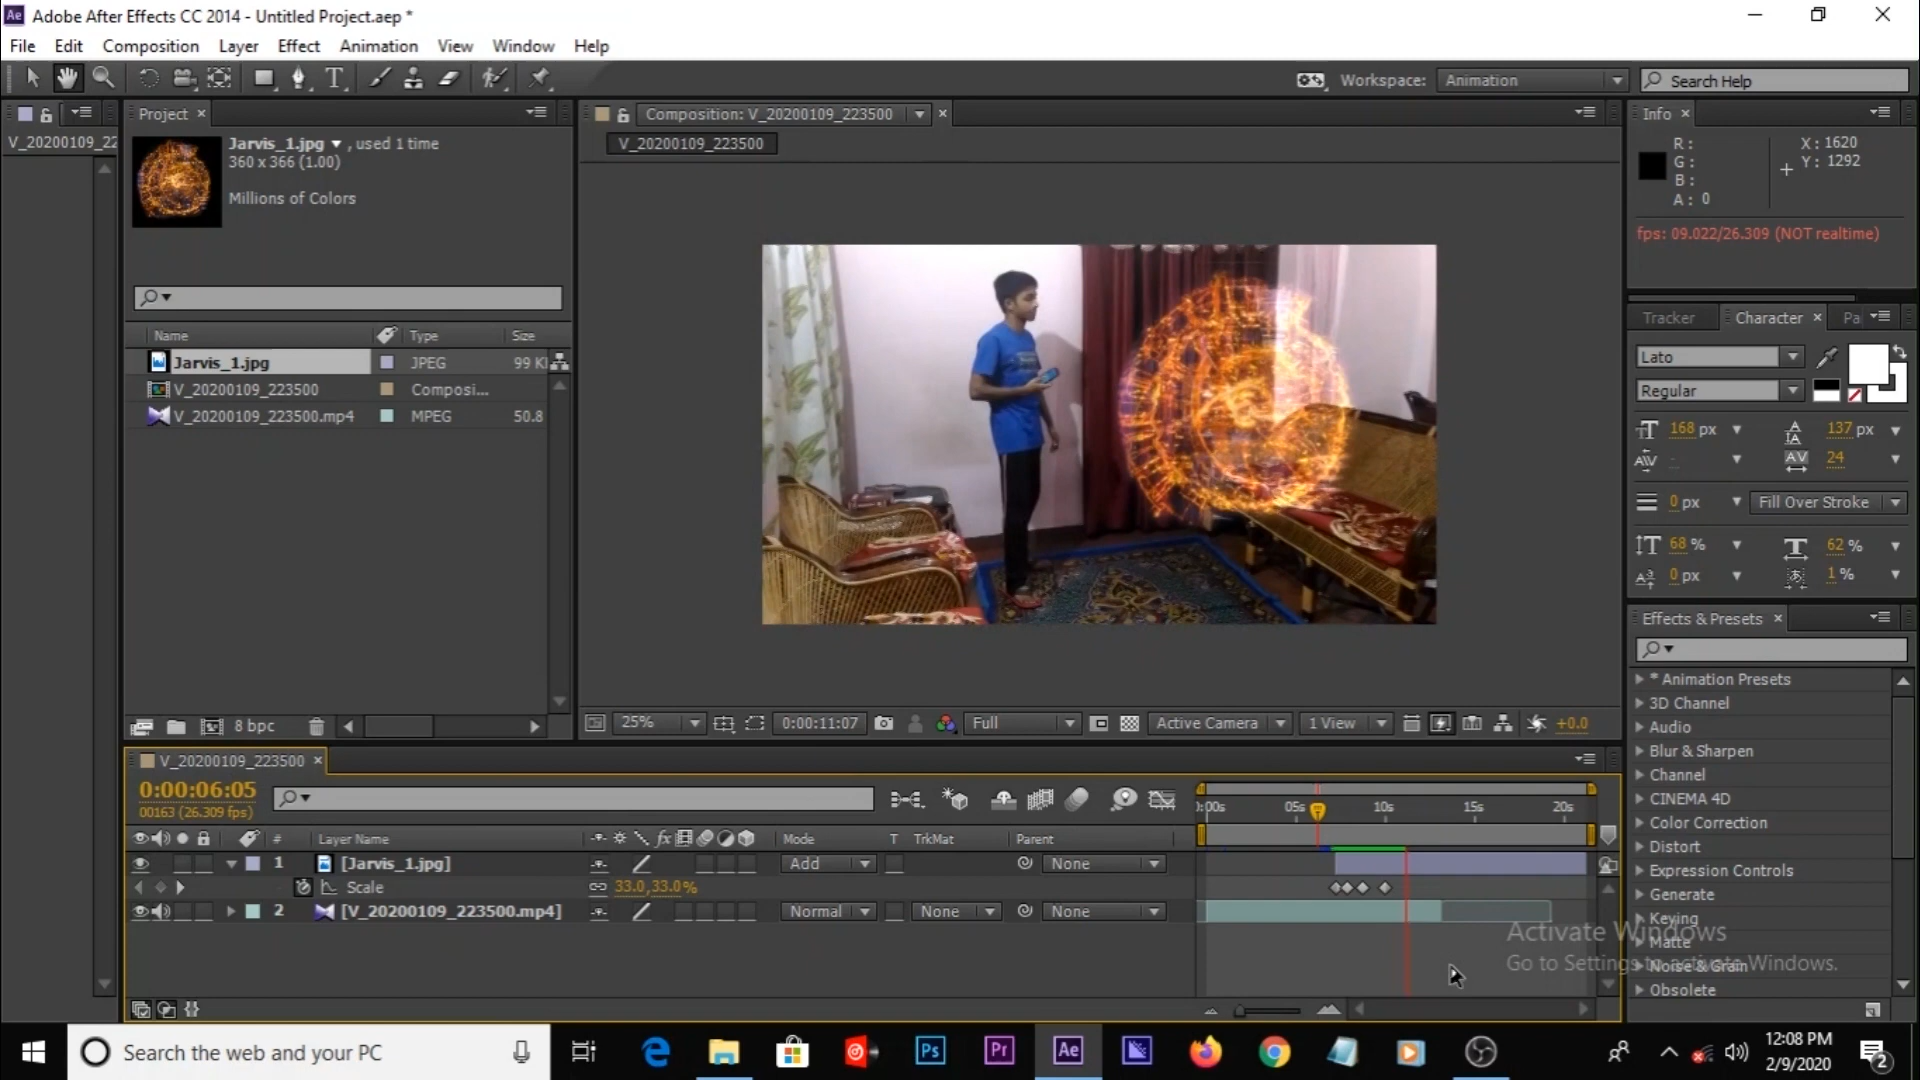 Adobe After Effects CC 2014 - Untitled Project.aep *
File Edit Composition Layer Effect Animation View Window Help
Workspace: Animation Search Help
V_20200109_22
Project
Jarvis_1.jpg , used 1 time
360 x 366 (1.00)
Millions of Colors
Name Type Size
Jarvis_1.jpg JPEG 99 K
V_20200109_223500 Composi...
V_20200109_223500.mp4 MPEG 50.8
8 bpc
Composition: V_20200109_223500
V_20200109_223500
25% 0:00:11:07 Full Active Camera 1 View +0.0
Info
R: X: 1620
G: Y: 1292
B:
A: 0
fps: 09.022/26.309 (NOT realtime)
Tracker Character Pa
Lato
Regular
168 px 137 px
- 24
0 px Fill Over Stroke
68 % 62 %
0 px 1 %
Effects & Presets
* Animation Presets
3D Channel
Audio
Blur & Sharpen
Channel
CINEMA 4D
Color Correction
Distort
Expression Controls
Generate
Keying
Matte
Noise & Grain
Obsolete
V_20200109_223500
0:00:06:05
00163 (26.309 fps)
# Layer Name Mode T TrkMat Parent
1 [Jarvis_1.jpg] Add None
Scale 33.0,33.0%
2 [V_20200109_223500.mp4] Normal None None
):00s 05s 10s 15s 20s
Activate Windows
Go to Settings to activate Windows.
Search the web and your PC
Ps Pr Ae
12:08 PM
2/9/2020
2